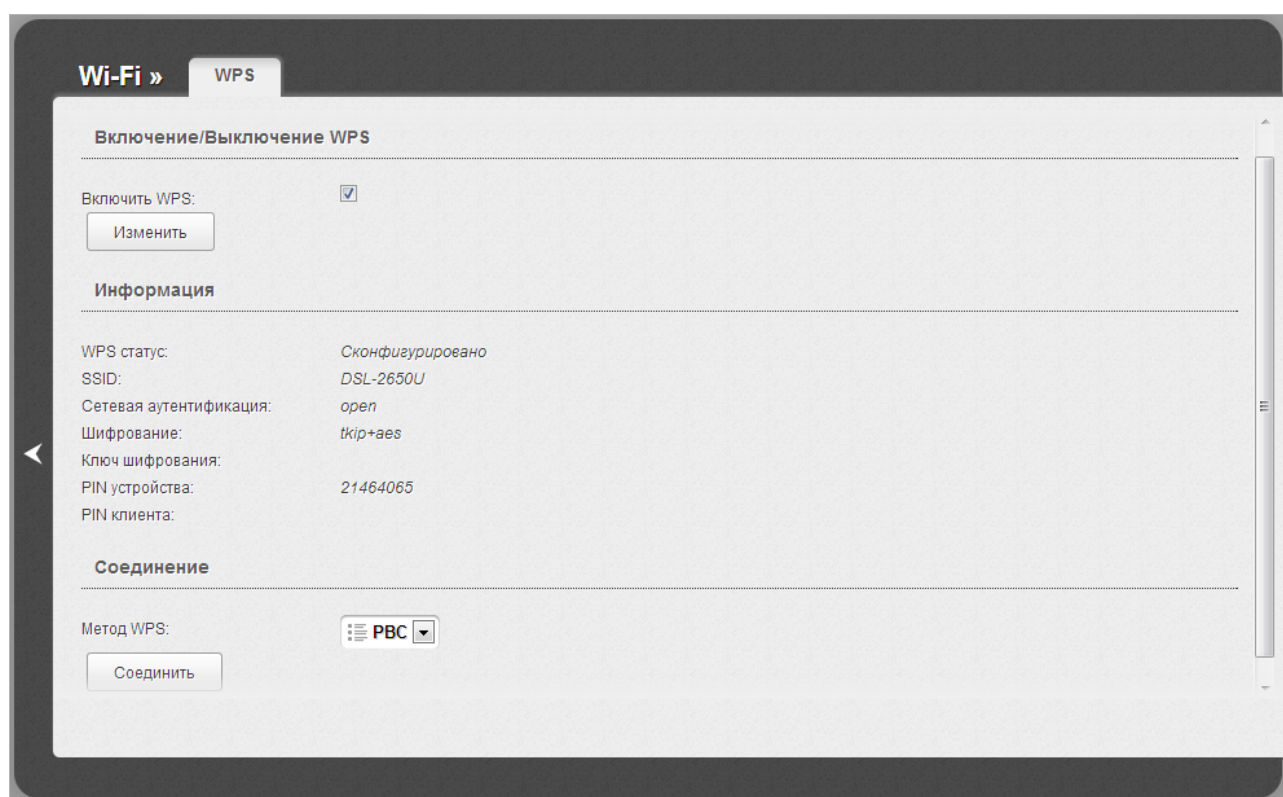 Wi-Fi » WPS
Включение/Выключение WPS
Включить WPS:
Изменить
Информация
WPS статус: Сконфигурировано
SSID: DSL-2650U
Сетевая аутентификация: open
Шифрование: tkip+aes
Ключ шифрования:
PIN устройства: 21464065
PIN клиента:
Соединение
Метод WPS: PBC
Соединить